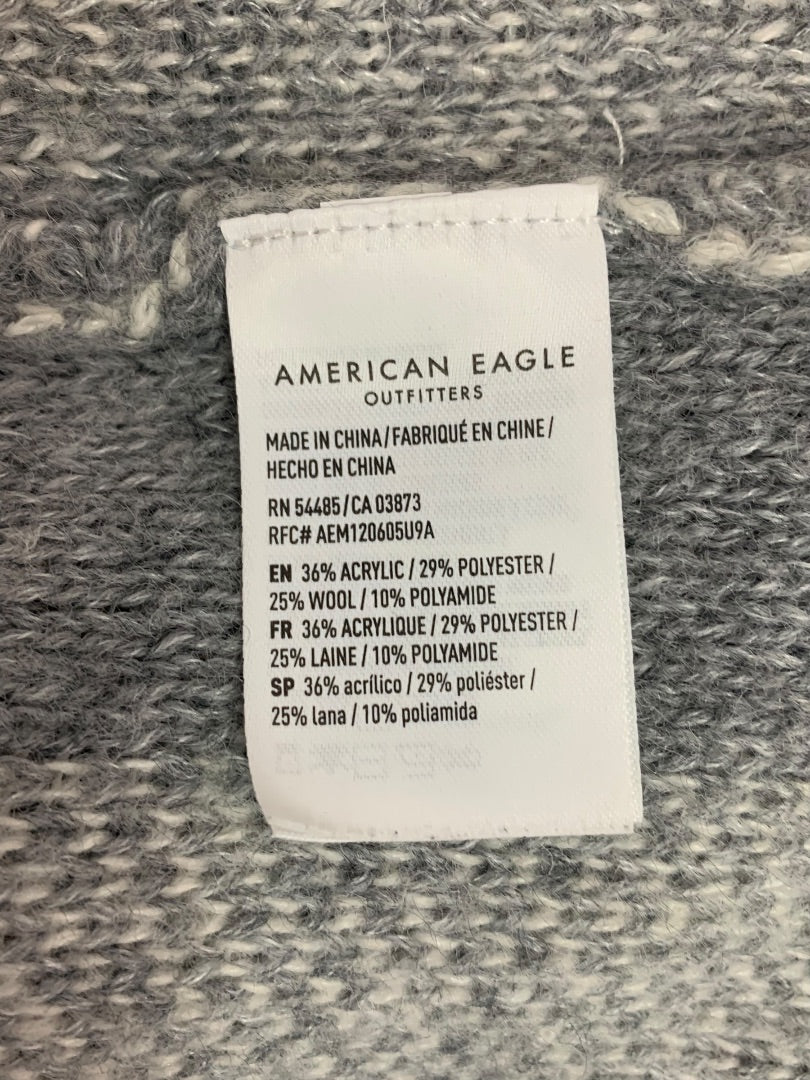 AMERICAN EAGLE
OUTFITTERS
MADE IN CHINA/FABRIQUÉ EN CHINE/
HECHO EN CHINA
RN 54485/CA 03873
RFC# AEM120605U9A
EN 36% ACRYLIC / 29% POLYESTER /
25% WOOL / 10% POLYAMIDE
FR 36% ACRYLIQUE / 29% POLYESTER /
25% LAINE / 10% POLYAMIDE
SP 36% acrílico / 29% poliéster /
25% lana / 10% poliamida